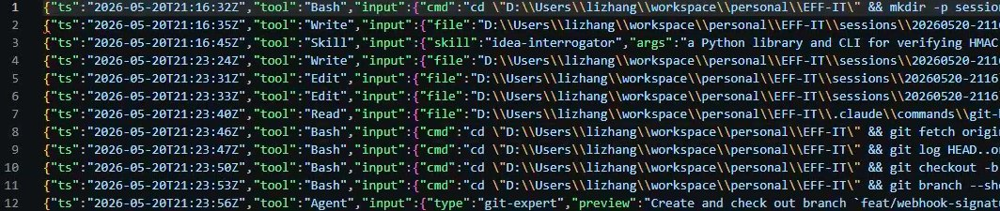 1 {"ts":"2026-05-20T21:16:32Z","tool":"Bash","input":{"cmd":"cd \"D:\\Users\\lizhang\\workspace\\personal\\EFF-IT\" && mkdir -p session
2 {"ts":"2026-05-20T21:16:35Z","tool":"Write","input":{"file":"D:\\Users\\lizhang\\workspace\\personal\\EFF-IT\\sessions\\20260520-2116
3 {"ts":"2026-05-20T21:16:45Z","tool":"Skill","input":{"skill":"idea-interrogator","args":"a Python library and CLI for verifying HMAC
4 {"ts":"2026-05-20T21:23:24Z","tool":"Write","input":{"file":"D:\\Users\\lizhang\\workspace\\personal\\EFF-IT\\sessions\\20260520-2116
5 {"ts":"2026-05-20T21:23:31Z","tool":"Edit","input":{"file":"D:\\Users\\lizhang\\workspace\\personal\\EFF-IT\\sessions\\20260520-2116
6 {"ts":"2026-05-20T21:23:33Z","tool":"Edit","input":{"file":"D:\\Users\\lizhang\\workspace\\personal\\EFF-IT\\sessions\\20260520-2116
7 {"ts":"2026-05-20T21:23:40Z","tool":"Read","input":{"file":"D:\\Users\\lizhang\\workspace\\personal\\EFF-IT\\.claude\\commands\\git-
8 {"ts":"2026-05-20T21:23:46Z","tool":"Bash","input":{"cmd":"cd \"D:\\Users\\lizhang\\workspace\\personal\\EFF-IT\" && git fetch origi
9 {"ts":"2026-05-20T21:23:47Z","tool":"Bash","input":{"cmd":"cd \"D:\\Users\\lizhang\\workspace\\personal\\EFF-IT\" && git log HEAD..o
10 {"ts":"2026-05-20T21:23:50Z","tool":"Bash","input":{"cmd":"cd \"D:\\Users\\lizhang\\workspace\\personal\\EFF-IT\" && git checkout -b
11 {"ts":"2026-05-20T21:23:53Z","tool":"Bash","input":{"cmd":"cd \"D:\\Users\\lizhang\\workspace\\personal\\EFF-IT\" && git branch --sh
12 {"ts":"2026-05-20T21:23:56Z","tool":"Agent","input":{"type":"git-expert","preview":"Create and check out branch `feat/webhook-signat